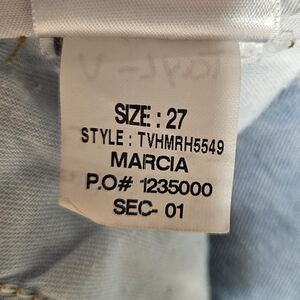 SIZE : 27
STYLE : TVHMRH5549
MARCIA
P.O# 1235000
SEC- 01